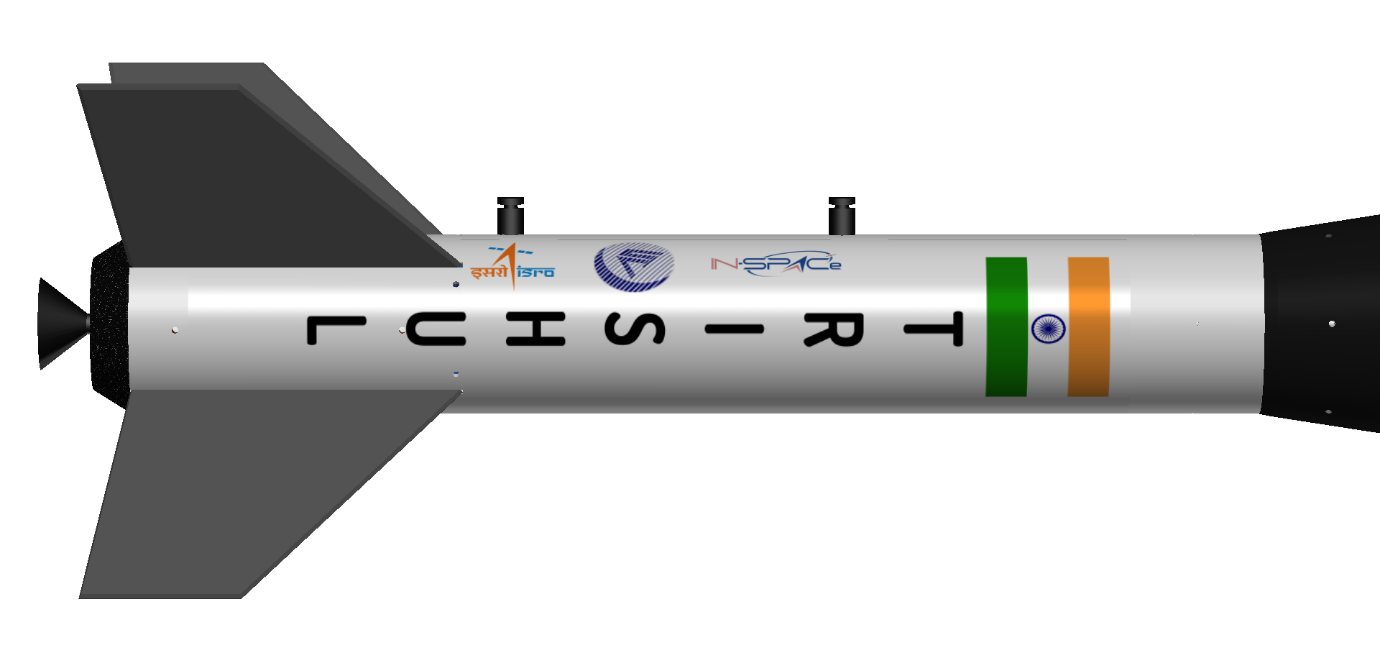 इसरो isro
IN-SPACe
TRISHUL